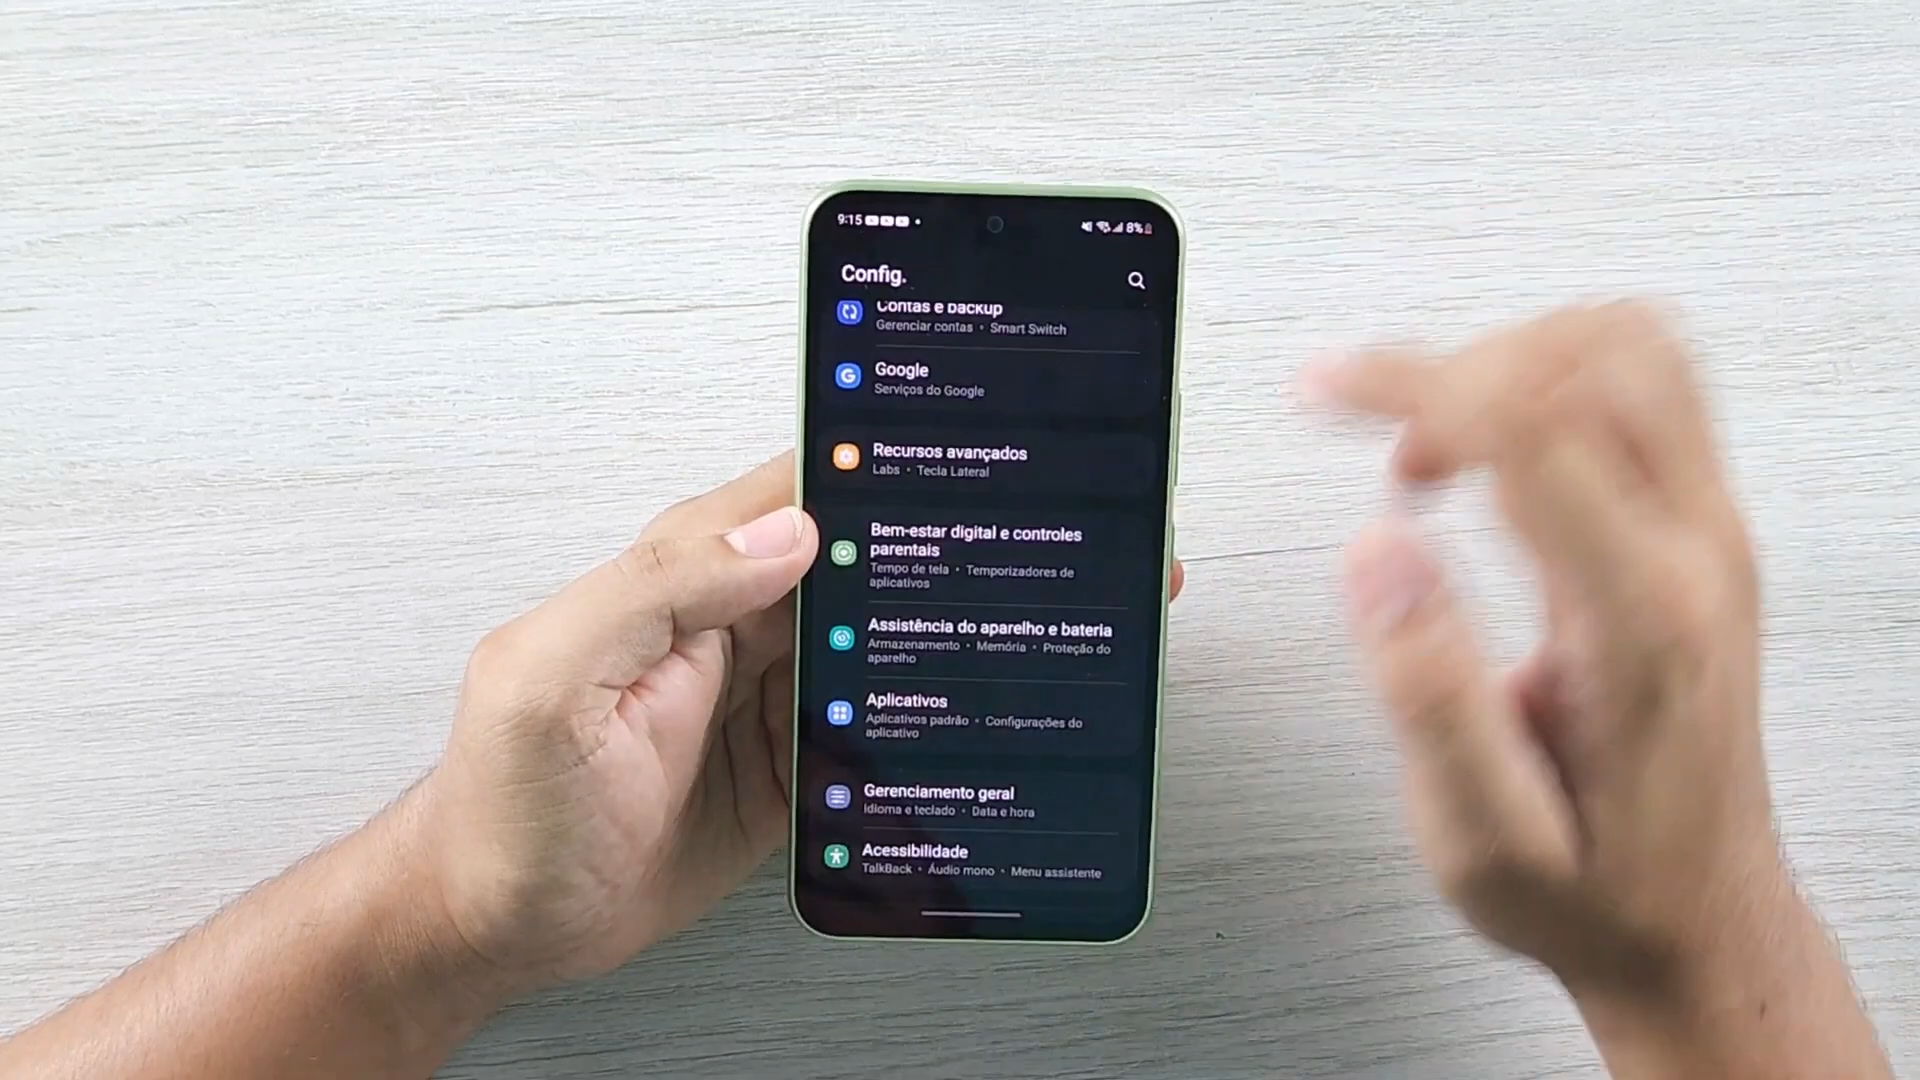 9:15
8%
Config.
Contas e backup
Gerenciar contas • Smart Switch
Google
Serviços do Google
Recursos avançados
Labs • Tecla Lateral
Bem-estar digital e controles
parentais
Tempo de tela • Temporizadores de
aplicativos
Assistência do aparelho e bateria
Armazenamento • Memória • Proteção do
aparelho
Aplicativos
Aplicativos padrão • Configurações do
aplicativo
Gerenciamento geral
Idioma e teclado • Data e hora
Acessibilidade
TalkBack • Áudio mono • Menu assistente